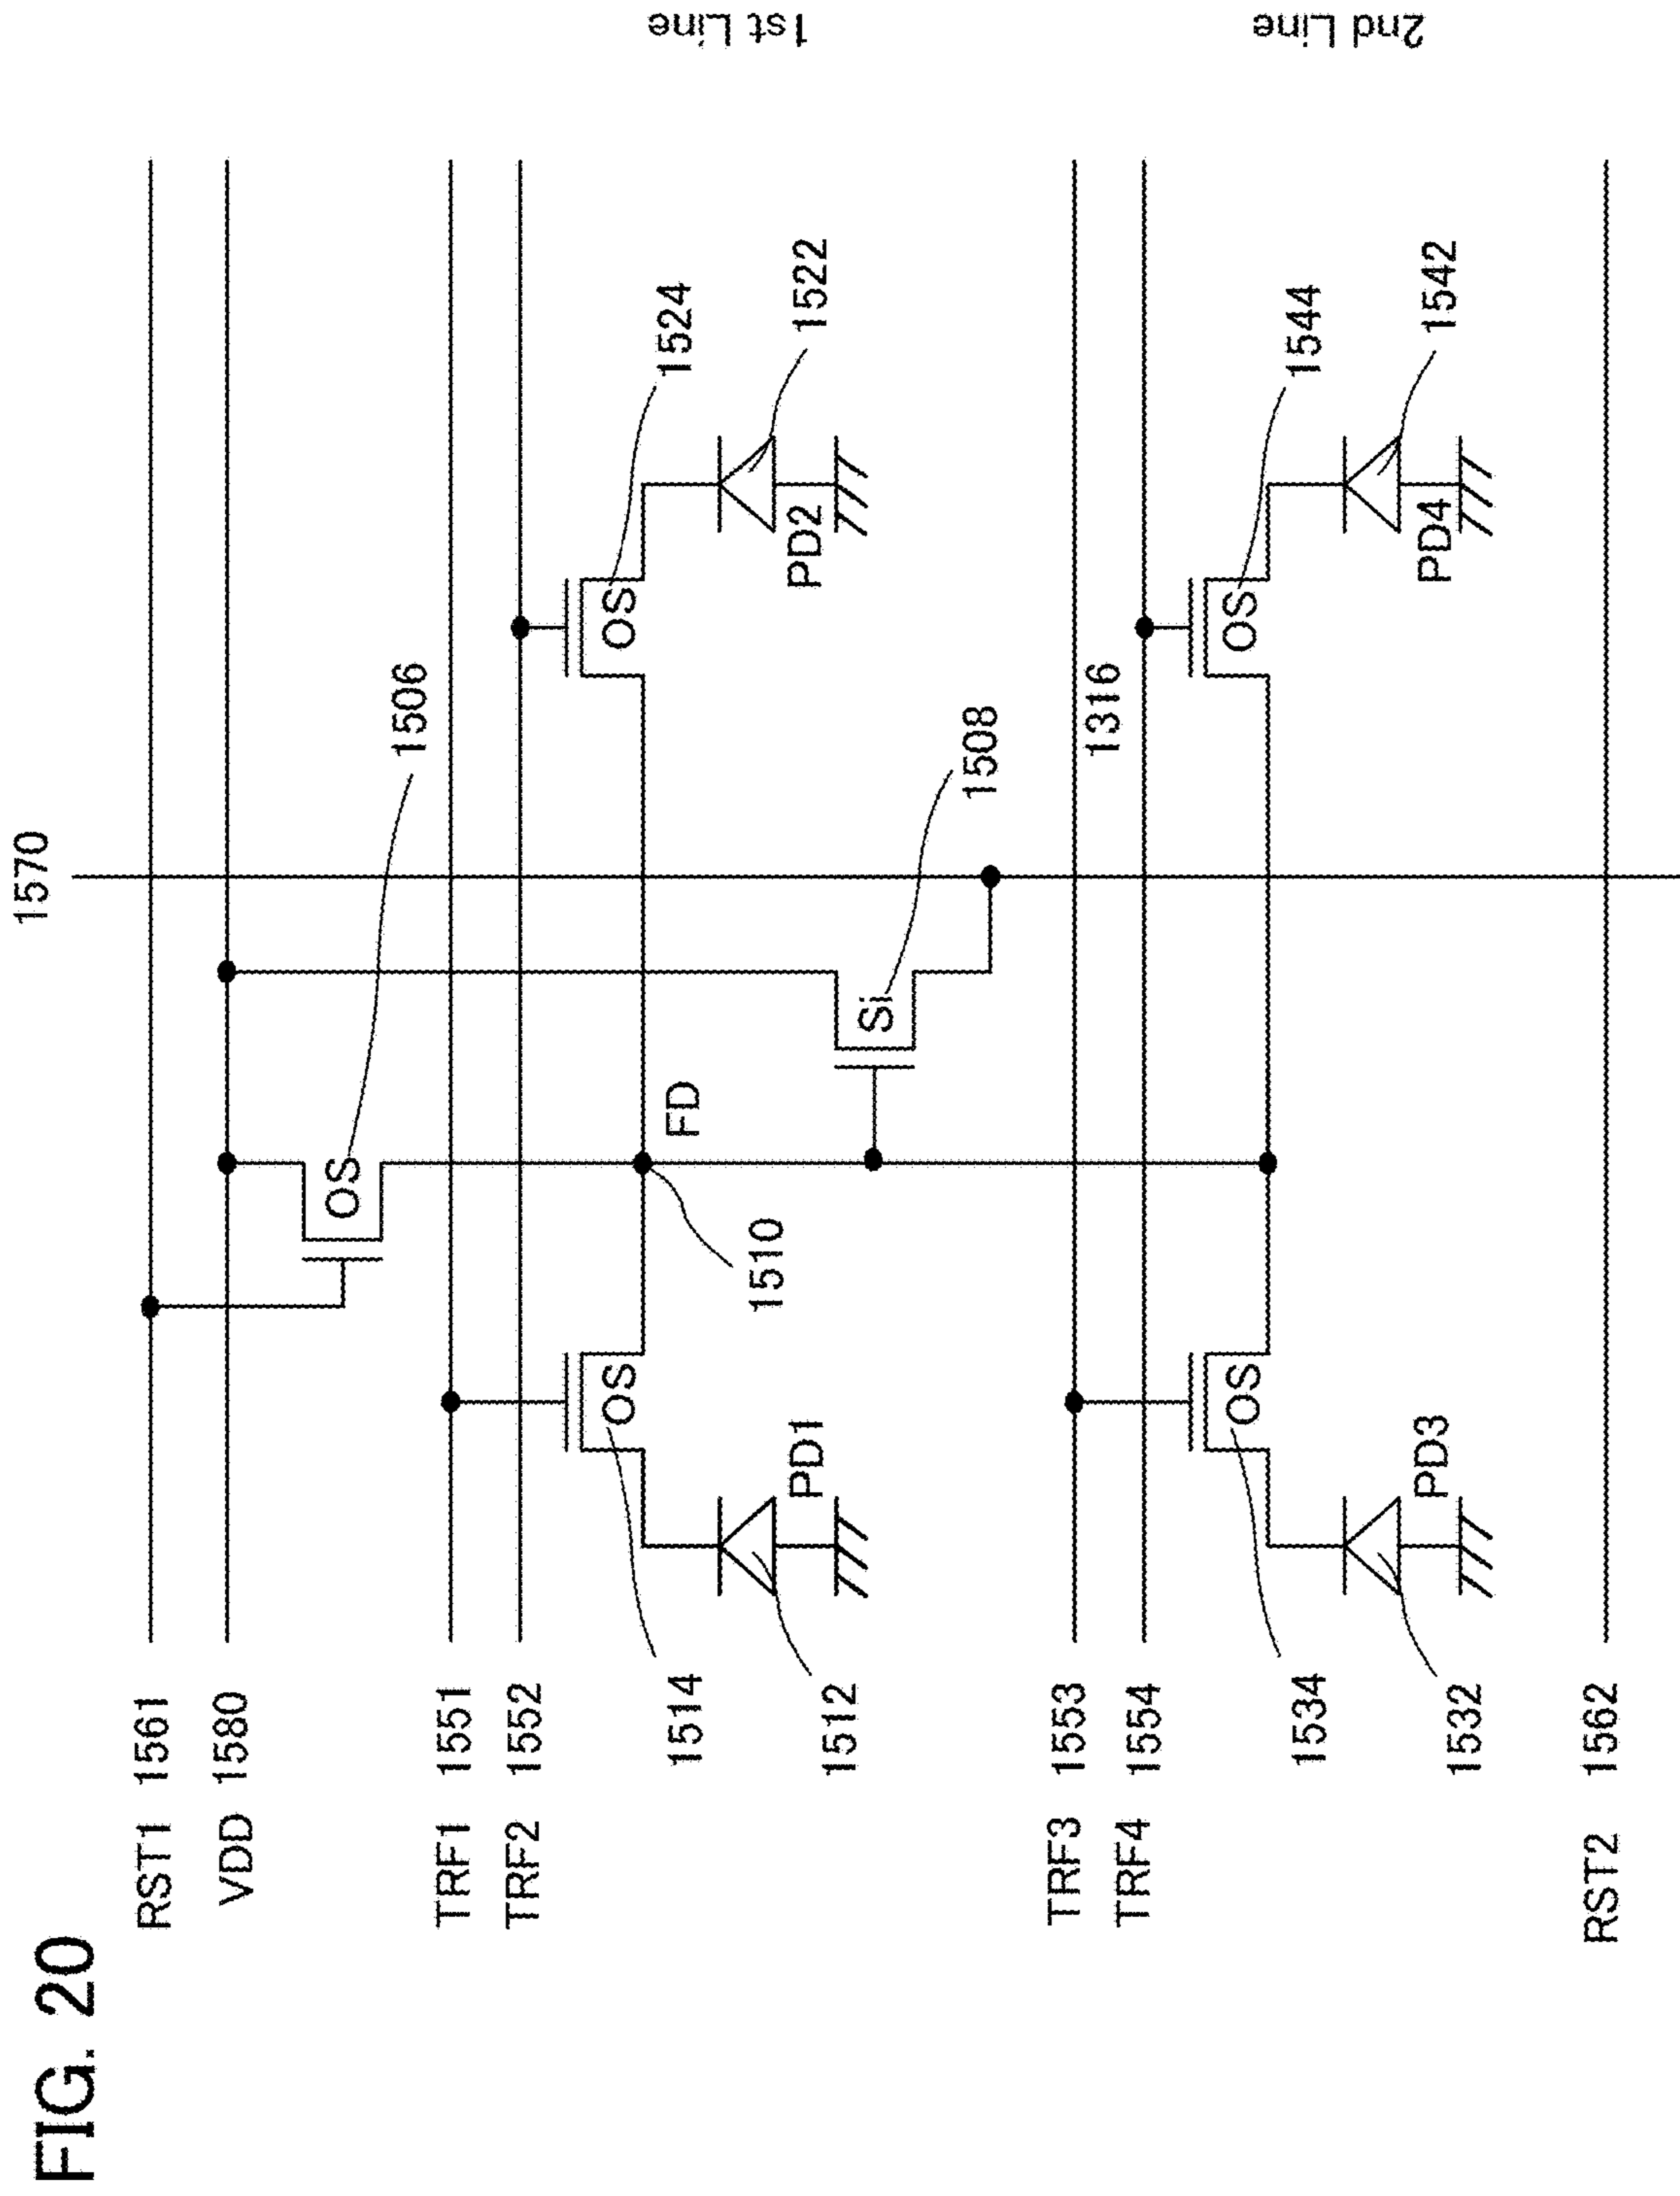 FIG. 20
1570
RST1 1561
VDD 1580
1506
OS
TRF1 1551
TRF2 1552
1st Line
1524
OS
OS
FD
1514
1510
PD1
PD2
1522
1512
Si
1508
TRF3 1553
1316
TRF4 1554
2nd Line
OS
OS
1544
1534
PD3
PD4
1542
1532
RST2 1562